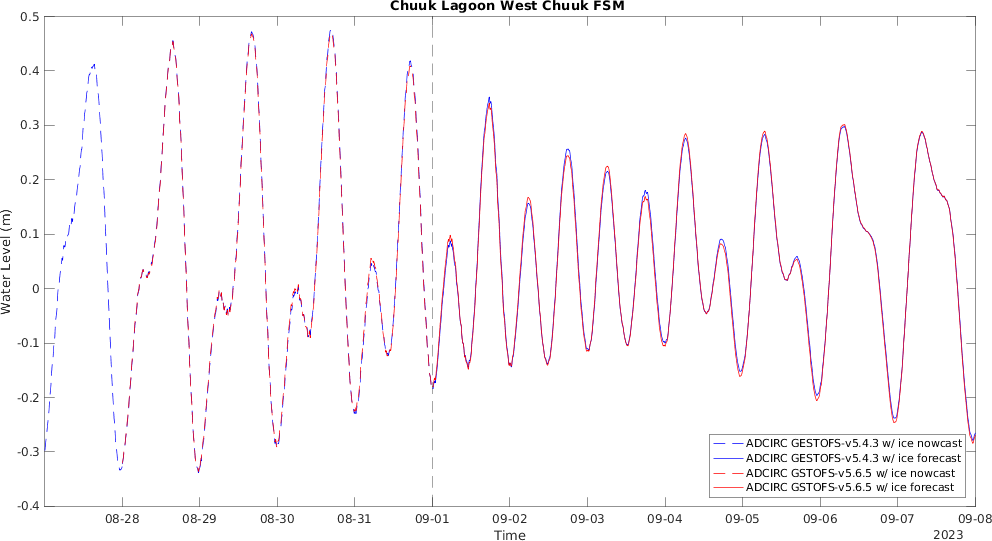 Chuuk Lagoon West Chuuk FSM
0.5
0.4
0.3
0.2
0.1
0
-0.1
-0.2
-0.3
-0.4
Water Level (m)
ADCIRC GESTOFS-v5.4.3 w/ ice nowcast
ADCIRC GESTOFS-v5.4.3 w/ ice forecast
ADCIRC GSTOFS-v5.6.5 w/ ice nowcast
ADCIRC GSTOFS-v5.6.5 w/ ice forecast
08-28 08-29 08-30 08-31 09-01 09-02 09-03 09-04 09-05 09-06 09-07 09-08
Time
2023